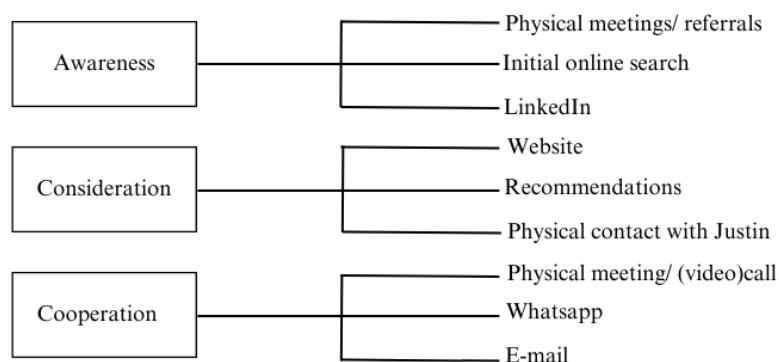 Awareness
Physical meetings/ referrals
Initial online search
LinkedIn
Consideration
Website
Recommendations
Physical contact with Justin
Cooperation
Physical meeting/ (video)call
Whatsapp
E-mail